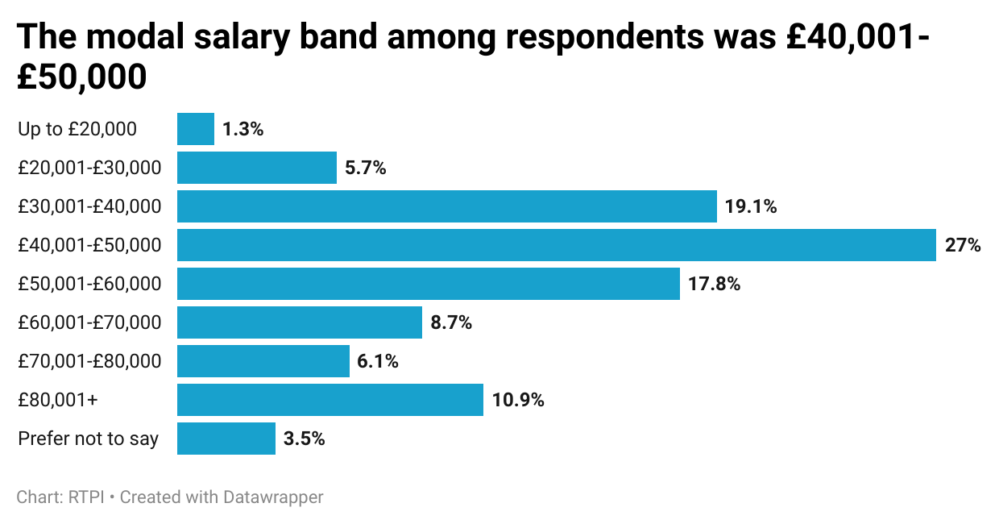 The modal salary band among respondents was £40,001-
£50,000
Up to £20,000 1.3%
£20,001-£30,000 5.7%
£30,001-£40,000 19.1%
£40,001-£50,000 27%
£50,001-£60,000 17.8%
£60,001-£70,000 8.7%
£70,001-£80,000 6.1%
£80,001+ 10.9%
Prefer not to say 3.5%
Chart: RTPI • Created with Datawrapper